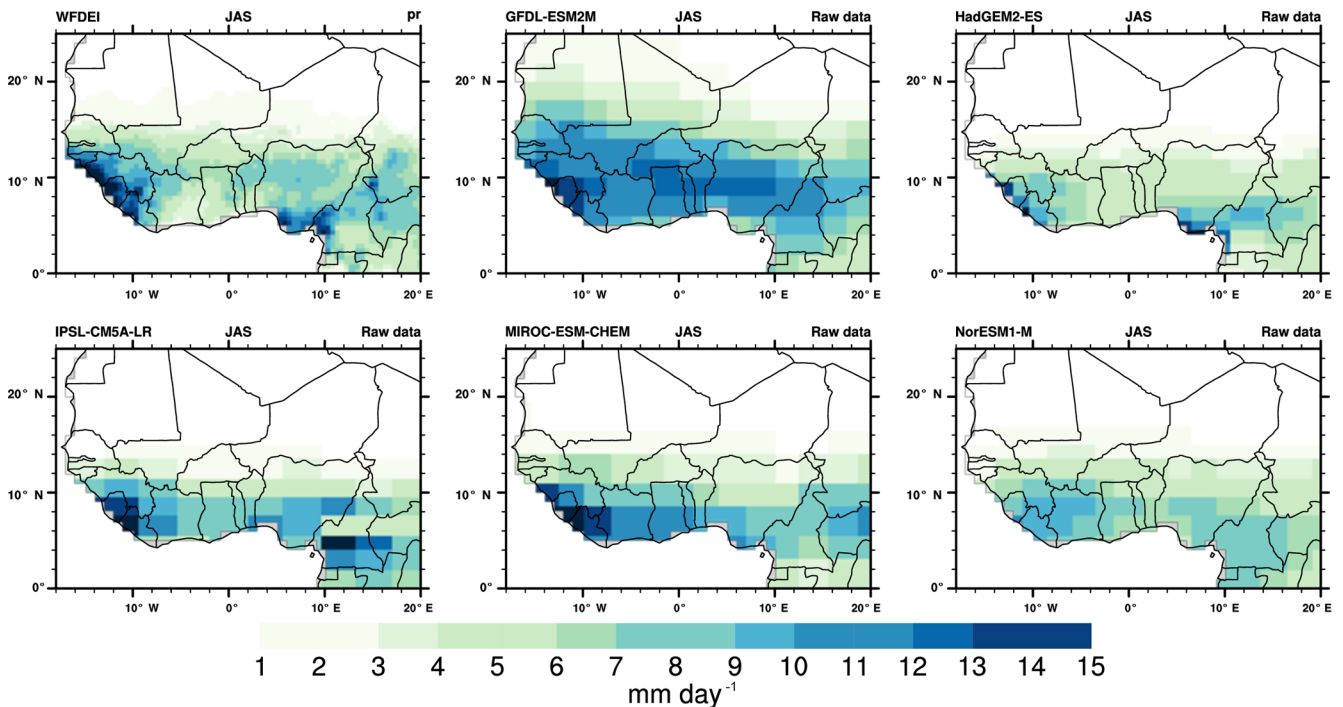 WFDEI JAS pr
20° N
10° N
0°
10° W 0° 10° E 20° E
GFDL-ESM2M JAS Raw data
20° N
10° N
0°
10° W 0° 10° E 20° E
HadGEM2-ES JAS Raw data
20° N
10° N
0°
10° W 0° 10° E 20° E
IPSL-CM5A-LR JAS Raw data
20° N
10° N
0°
10° W 0° 10° E 20° E
MIROC-ESM-CHEM JAS Raw data
20° N
10° N
0°
10° W 0° 10° E 20° E
NorESM1-M JAS Raw data
20° N
10° N
0°
10° W 0° 10° E 20° E
1 2 3 4 5 6 7 8 9 10 11 12 13 14 15
mm day -1